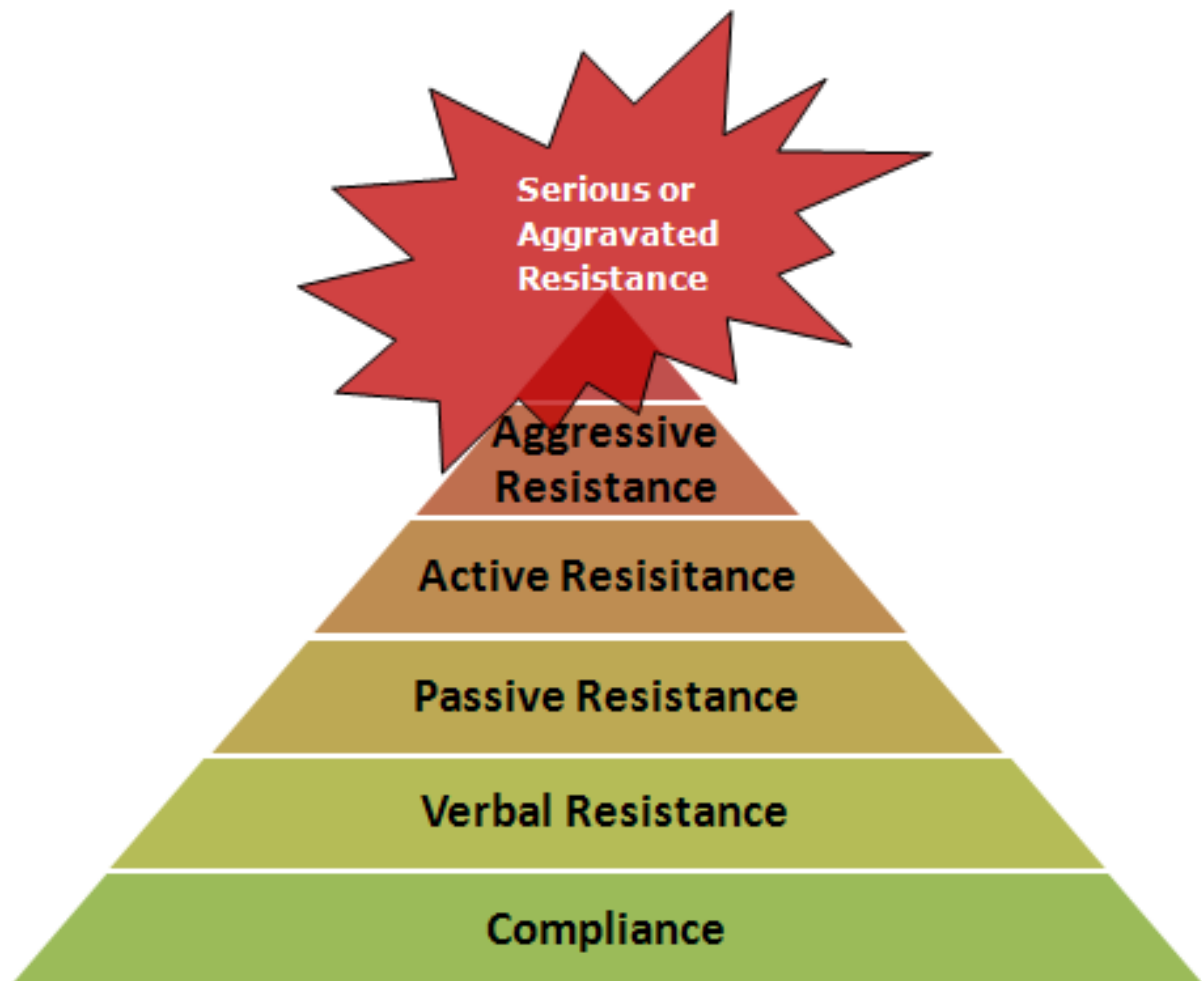 Serious or
Aggravated
Resistance
Aggressive
Resistance
Active Resisitance
Passive Resistance
Verbal Resistance
Compliance